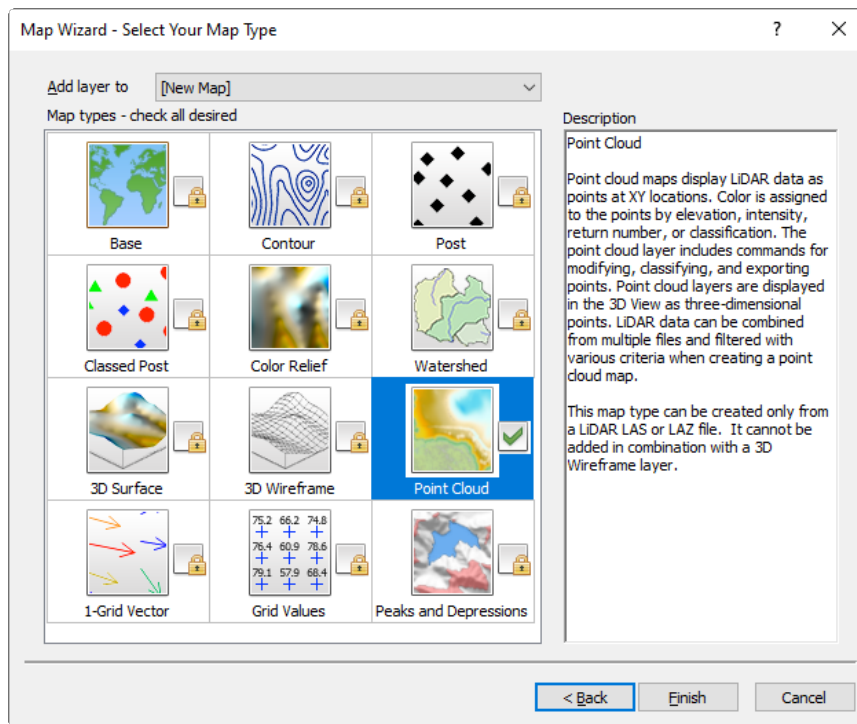 Map Wizard - Select Your Map Type
?
Add layer to
[New Map]
Map types - check all desired
Base
Contour
Post
Classed Post
Color Relief
Watershed
3D Surface
3D Wireframe
Point Cloud
75.2 66.2 74.8
76.4 60.9 78.6
79.1 57.9 68.4
1-Grid Vector
Grid Values
Peaks and Depressions
Description
Point Cloud
Point cloud maps display LiDAR data as
points at XY locations. Color is assigned
to the points by elevation, intensity,
return number, or classification. The
point cloud layer includes commands for
modifying, classifying, and exporting
points. Point cloud layers are displayed
in the 3D View as three-dimensional
points. LiDAR data can be combined
from multiple files and filtered with
various criteria when creating a point
cloud map.
This map type can be created only from
a LiDAR LAS or LAZ file.  It cannot be
added in combination with a 3D
Wireframe layer.
< Back
Finish
Cancel